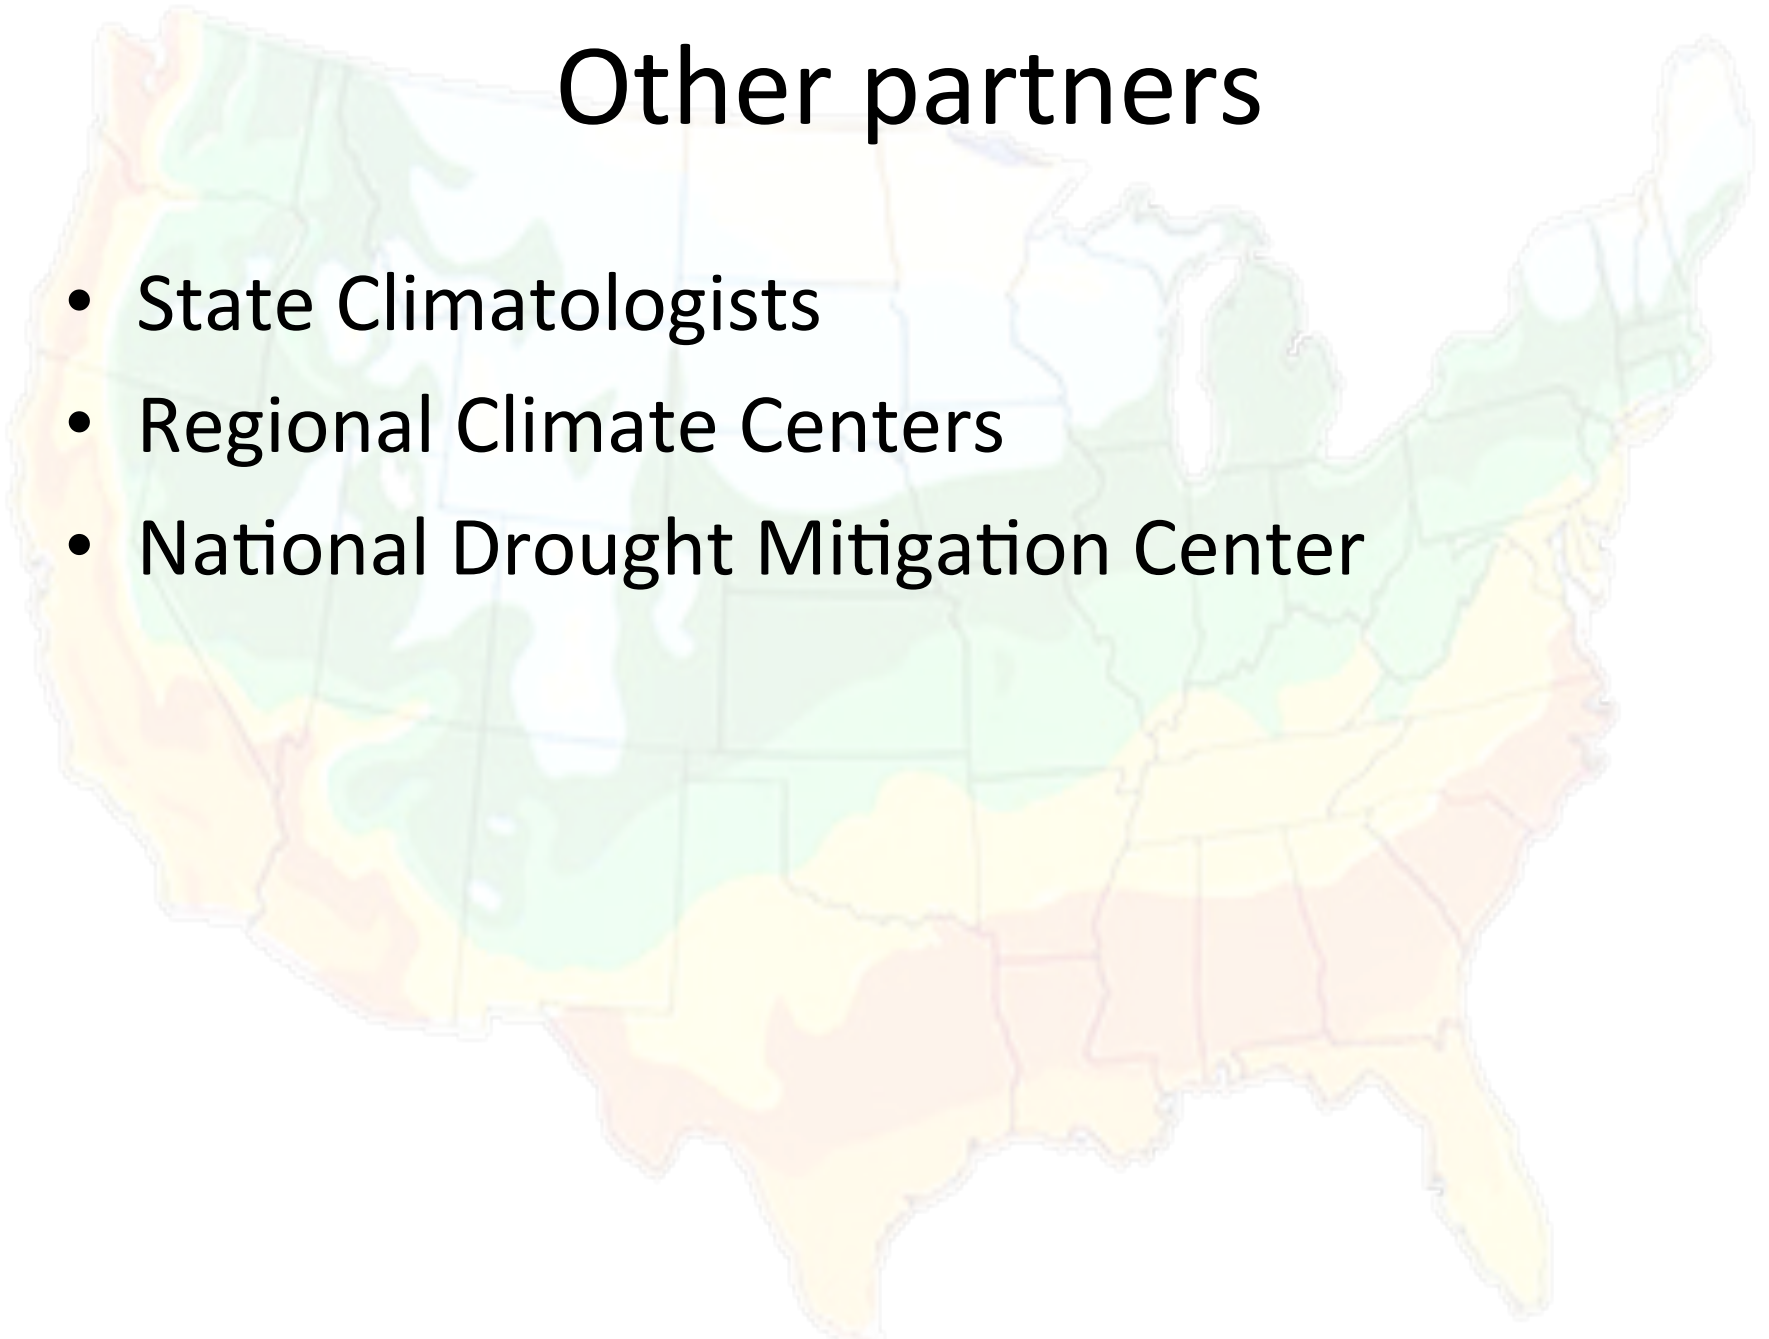 Other partners
• State Climatologists
• Regional Climate Centers
• National Drought Mitigation Center